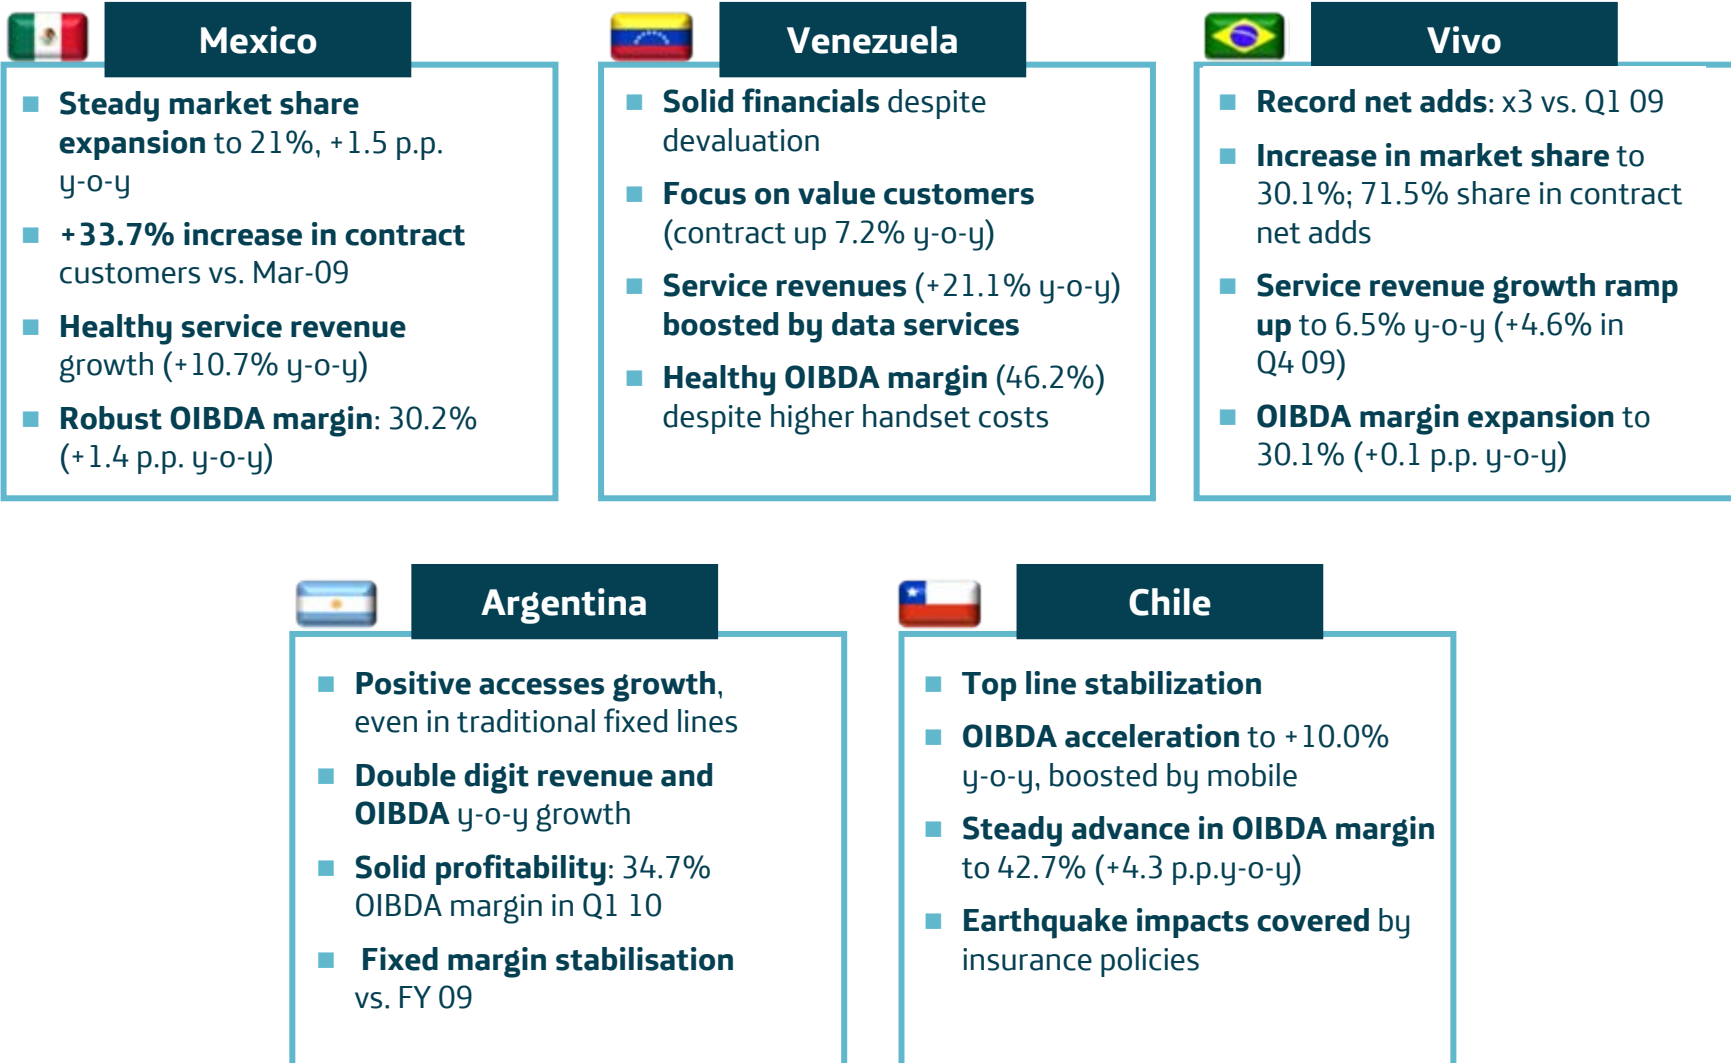 Mexico
Steady market share
expansion to 21%, +1.5 p.p.
y-o-y
+33.7% increase in contract
customers vs. Mar-09
Healthy service revenue
growth (+10.7% y-o-y)
Robust OIBDA margin: 30.2%
(+1.4 p.p. y-o-y)
Venezuela
Solid financials despite
devaluation
Focus on value customers
(contract up 7.2% y-o-y)
Service revenues (+21.1% y-o-y)
boosted by data services
Healthy OIBDA margin (46.2%)
despite higher handset costs
Vivo
Record net adds: x3 vs. Q1 09
Increase in market share to
30.1%; 71.5% share in contract
net adds
Service revenue growth ramp
up to 6.5% y-o-y (+4.6% in
Q4 09)
OIBDA margin expansion to
30.1% (+0.1 p.p. y-o-y)
Argentina
Positive accesses growth,
even in traditional fixed lines
Double digit revenue and
OIBDA y-o-y growth
Solid profitability: 34.7%
OIBDA margin in Q1 10
Fixed margin stabilisation
vs. FY 09
Chile
Top line stabilization
OIBDA acceleration to +10.0%
y-o-y, boosted by mobile
Steady advance in OIBDA margin
to 42.7% (+4.3 p.p.y-o-y)
Earthquake impacts covered by
insurance policies